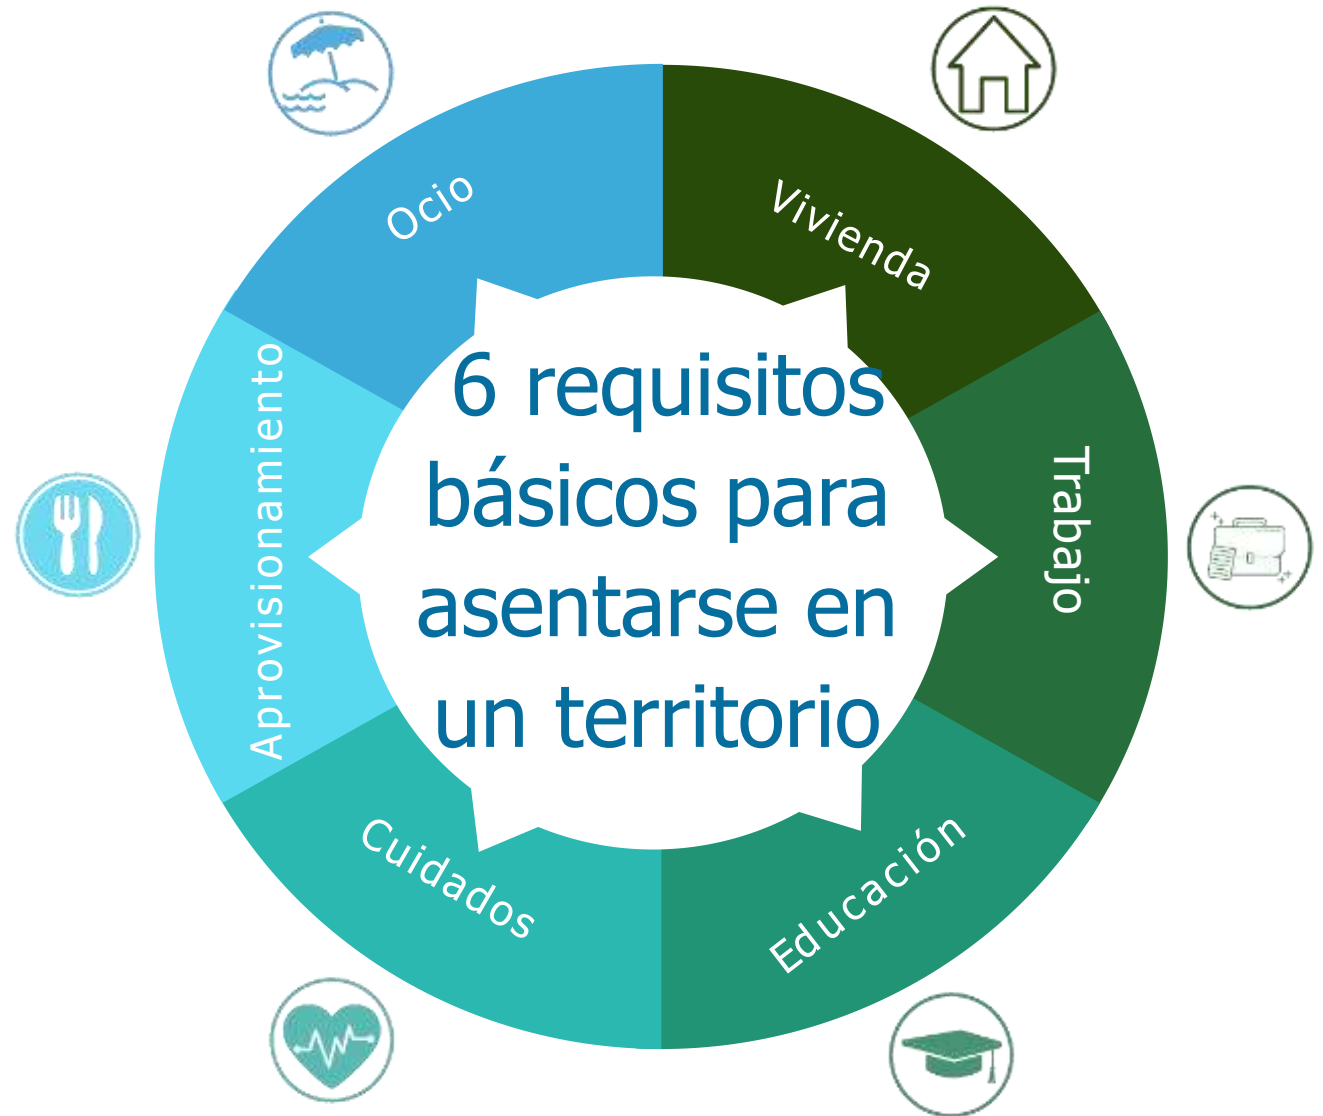 6 requisitos
básicos para
asentarse en
un territorio
Vivienda
Trabajo
Educación
Cuidados
Aprovisionamiento
Ocio